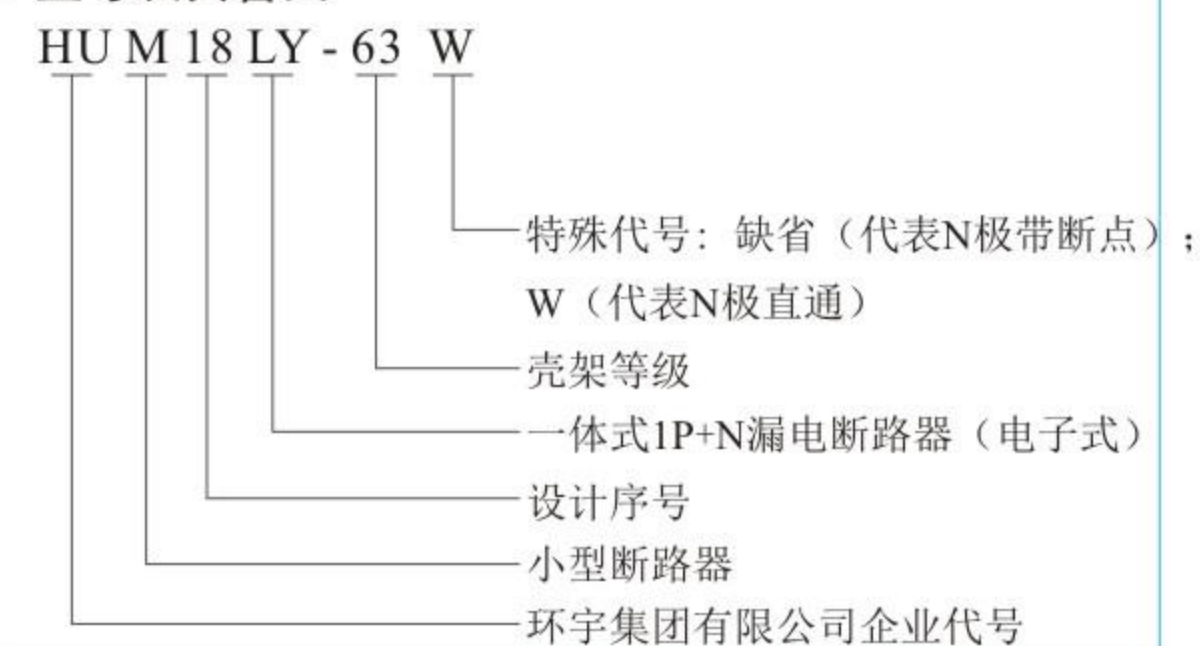 HU M 18 LY - 63 W
特殊代号：缺省（代表N极带断点）；
W（代表N极直通）
壳架等级
一体式1P+N漏电断路器（电子式）
设计序号
小型断路器
环宇集团有限公司企业代号